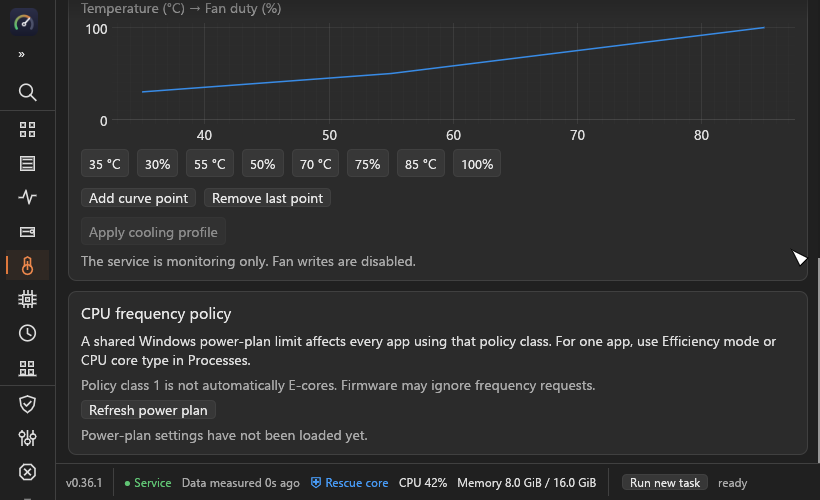 Temperature (°C) → Fan duty (%)
100
0
40 50 60 70 80
35 °C 30% 55 °C 50% 70 °C 75% 85 °C 100%
Add curve point Remove last point
Apply cooling profile
The service is monitoring only. Fan writes are disabled.
CPU frequency policy
A shared Windows power-plan limit affects every app using that policy class. For one app, use Efficiency mode or
CPU core type in Processes.
Policy class 1 is not automatically E-cores. Firmware may ignore frequency requests.
Refresh power plan
Power-plan settings have not been loaded yet.
v0.36.1 Service Data measured 0s ago Rescue core CPU 42% Memory 8.0 GiB / 16.0 GiB Run new task ready